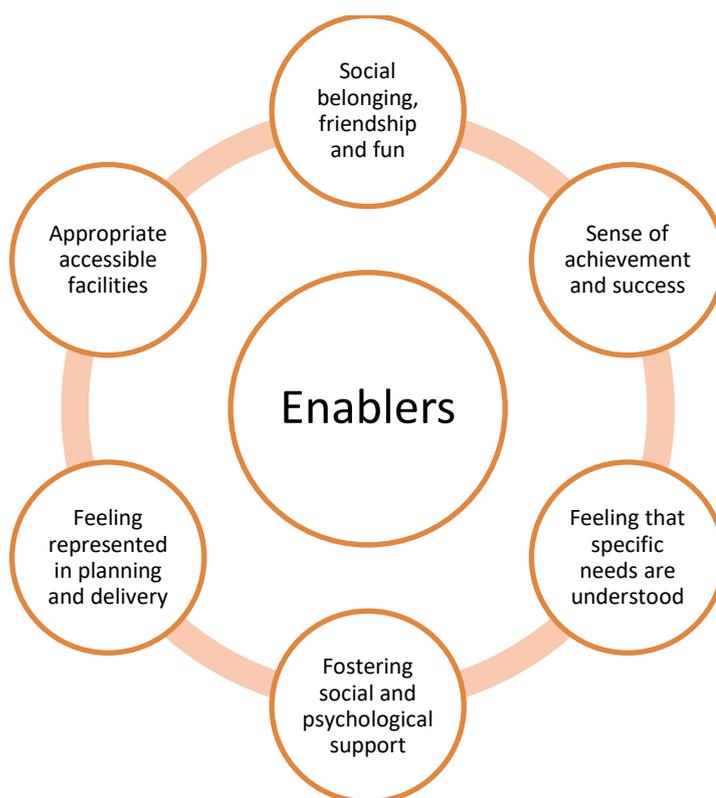 Social
belonging,
friendship
and fun
Sense of
achievement
and success
Feeling that
specific
needs are
understood
Fostering
social and
psychological
support
Feeling
represented
in planning
and delivery
Appropriate
accessible
facilities
Enablers